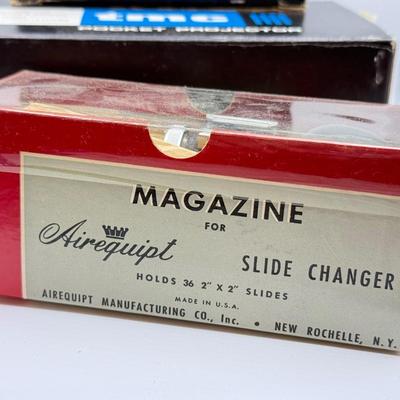 tmc
POCKET PROJECTOR
MAGAZINE
FOR
Airequipt SLIDE CHANGER
HOLDS 36 2" X 2" SLIDES
MADE IN U.S.A.
AIREQUIPT MANUFACTURING CO., Inc. • NEW ROCHELLE, N.Y.